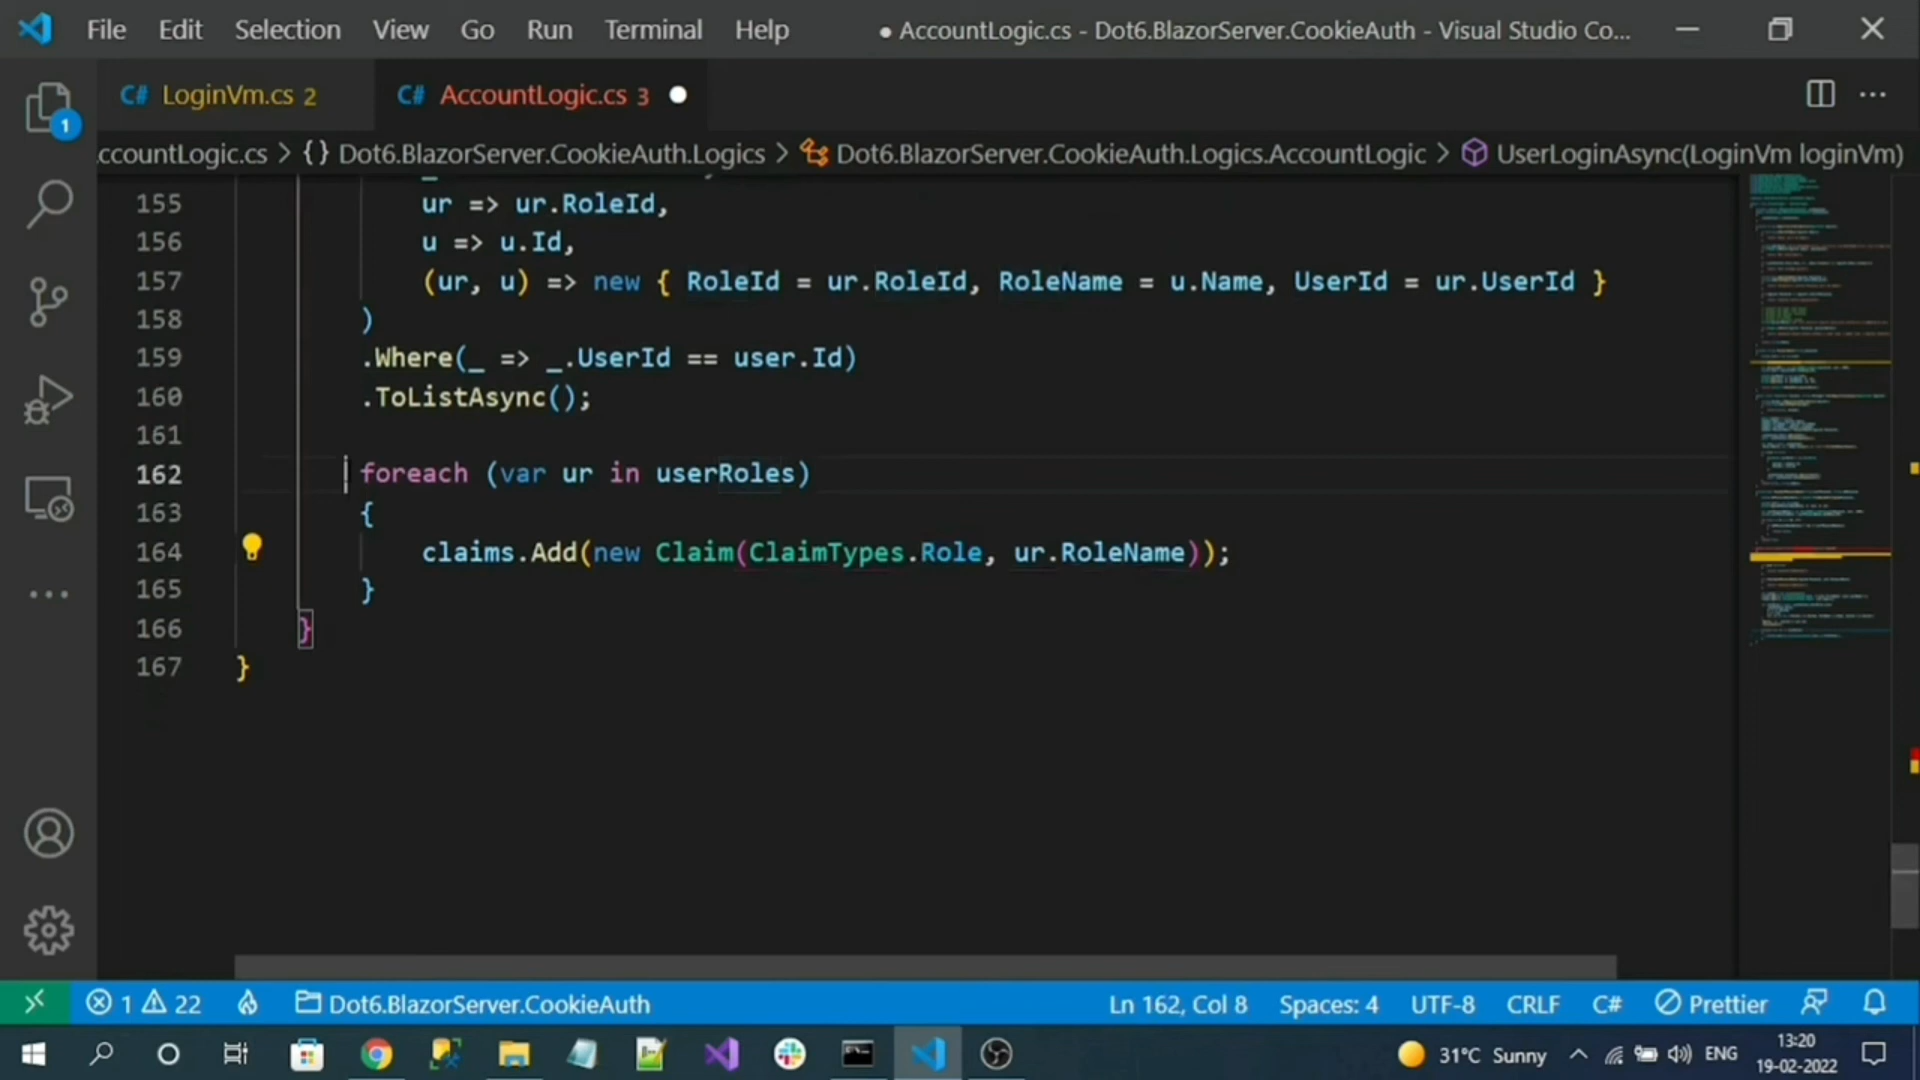 File Edit Selection View Go Run Terminal Help ● AccountLogic.cs - Dot6.BlazorServer.CookieAuth - Visual Studio Co...
C# LoginVm.cs 2 C# AccountLogic.cs 3
ccountLogic.cs > {} Dot6.BlazorServer.CookieAuth.Logics > Dot6.BlazorServer.CookieAuth.Logics.AccountLogic > UserLoginAsync(LoginVm loginVm)
155 ur => ur.RoleId,
156 u => u.Id,
157 (ur, u) => new { RoleId = ur.RoleId, RoleName = u.Name, UserId = ur.UserId }
158 )
159 .Where(_ => _.UserId == user.Id)
160 .ToListAsync();
161
162 foreach (var ur in userRoles)
163 {
164 claims.Add(new Claim(ClaimTypes.Role, ur.RoleName));
165 }
166 }
167 }
1
1 22 Dot6.BlazorServer.CookieAuth Ln 162, Col 8 Spaces: 4 UTF-8 CRLF C# Prettier
31°C Sunny ENG 13:20
19-02-2022